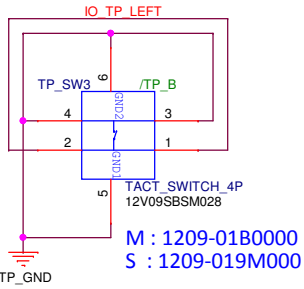 IO_TP_LEFT
TP_SW3
/TP_B
6
GND2
4
3
2
1
GND1
5
TACT_SWITCH_4P
12V09SBSM028
M : 1209-01B0000
S : 1209-019M000
TP_GND